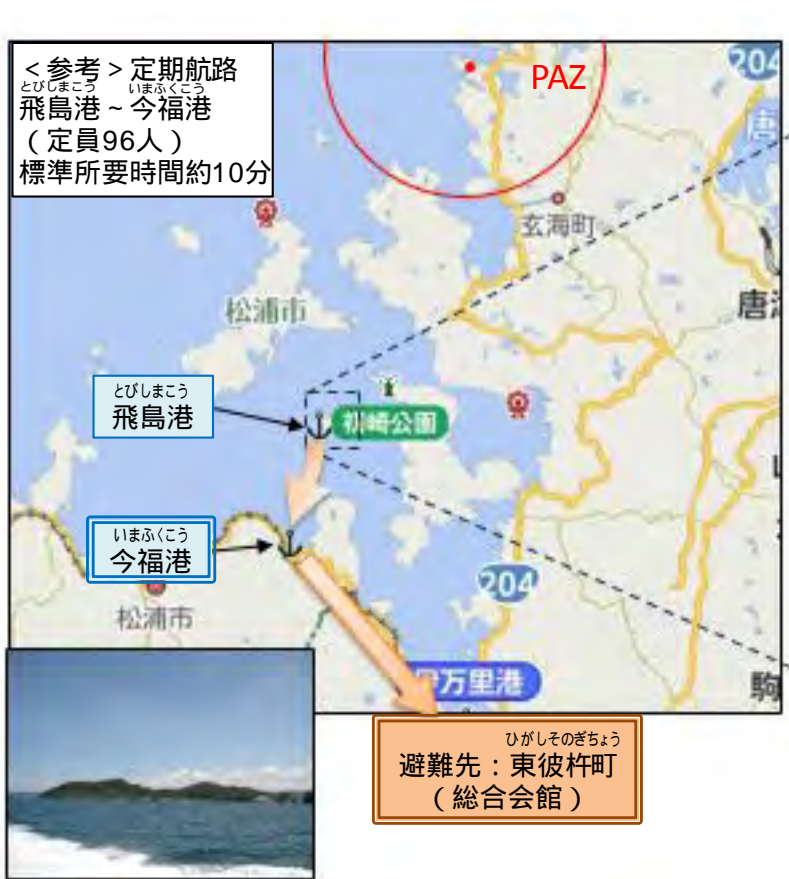 <参考>定期航路
とびしまこう いまふくこう
飛島港~今福港
(定員96人)
標準所要時間約10分
PAZ
204
唐
玄海町
松浦市
唐津
とびしまこう
飛島港
いまふくこう
今福港
松浦市
204
万里港
駒
ひがしそのぎちょう
避難先:東彼杵町
(総合会館)